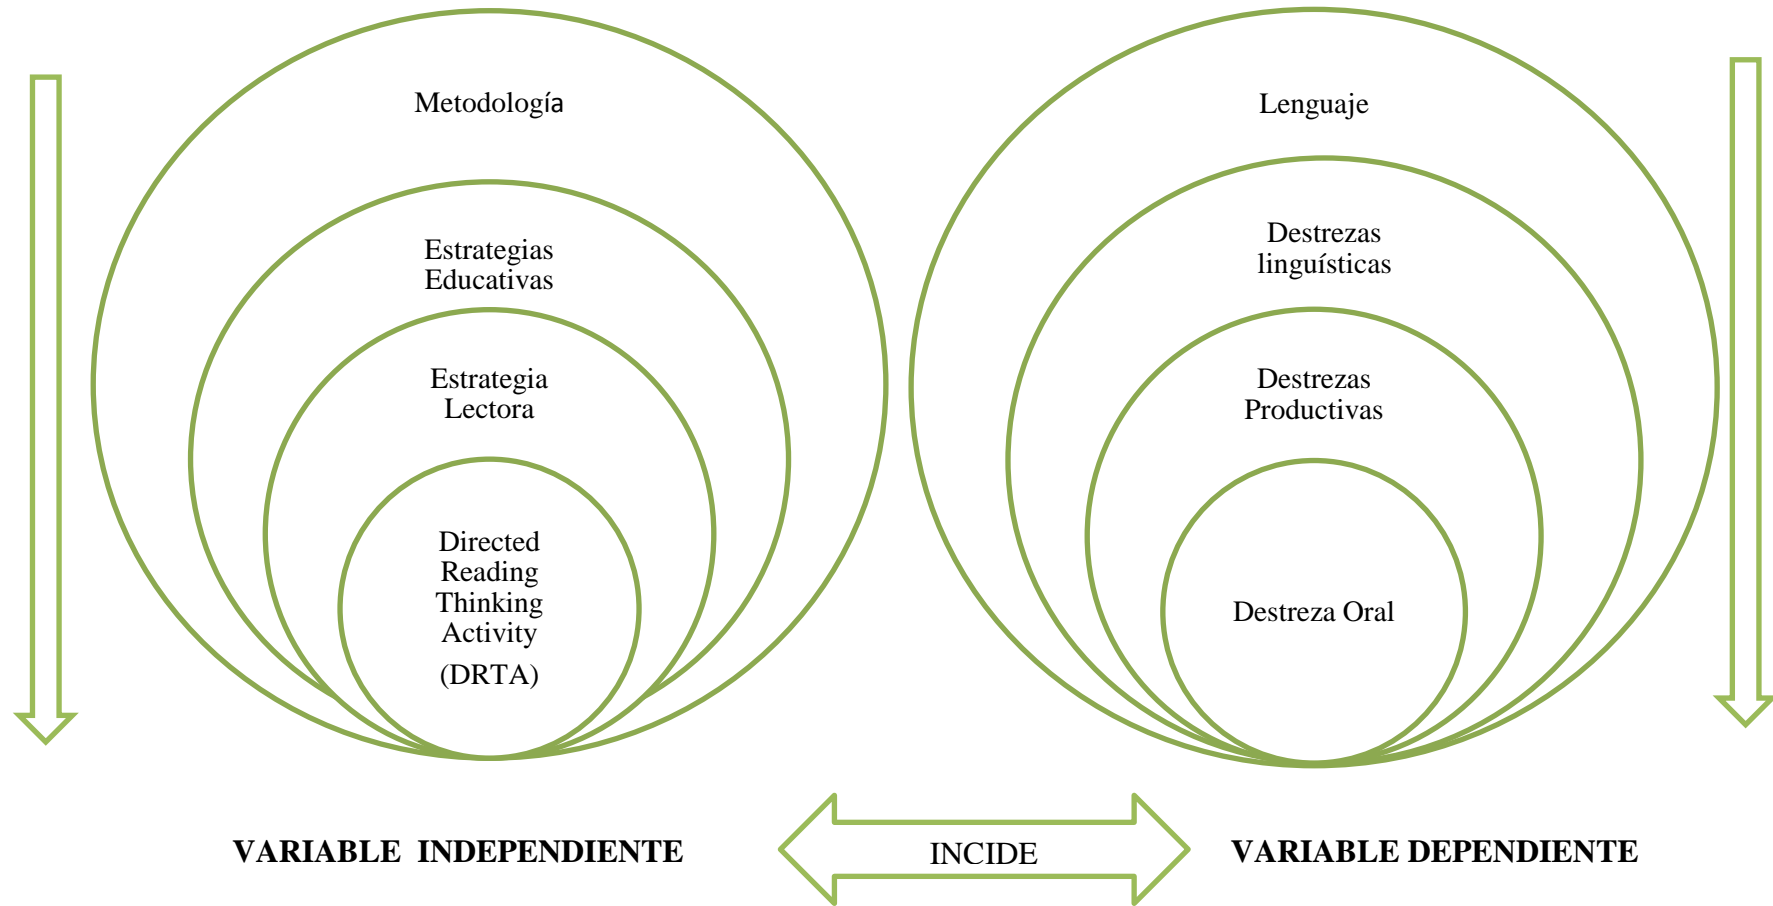 Metodología
Estrategias
Educativas
Estrategia
Lectora
Directed
Reading
Thinking
Activity
(DRTA)
Lenguaje
Destrezas
linguísticas
Destrezas
Productivas
Destreza Oral
VARIABLE INDEPENDIENTE
INCIDE
VARIABLE DEPENDIENTE